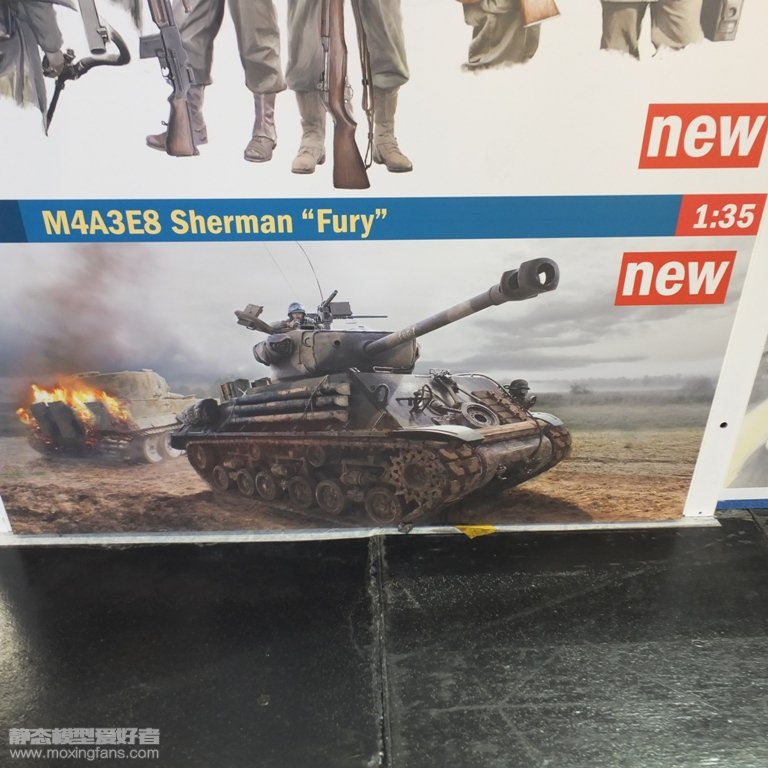 new
M4A3E8 Sherman “Fury”
1:35
new
静态模型爱好者
www.moxingfans.com